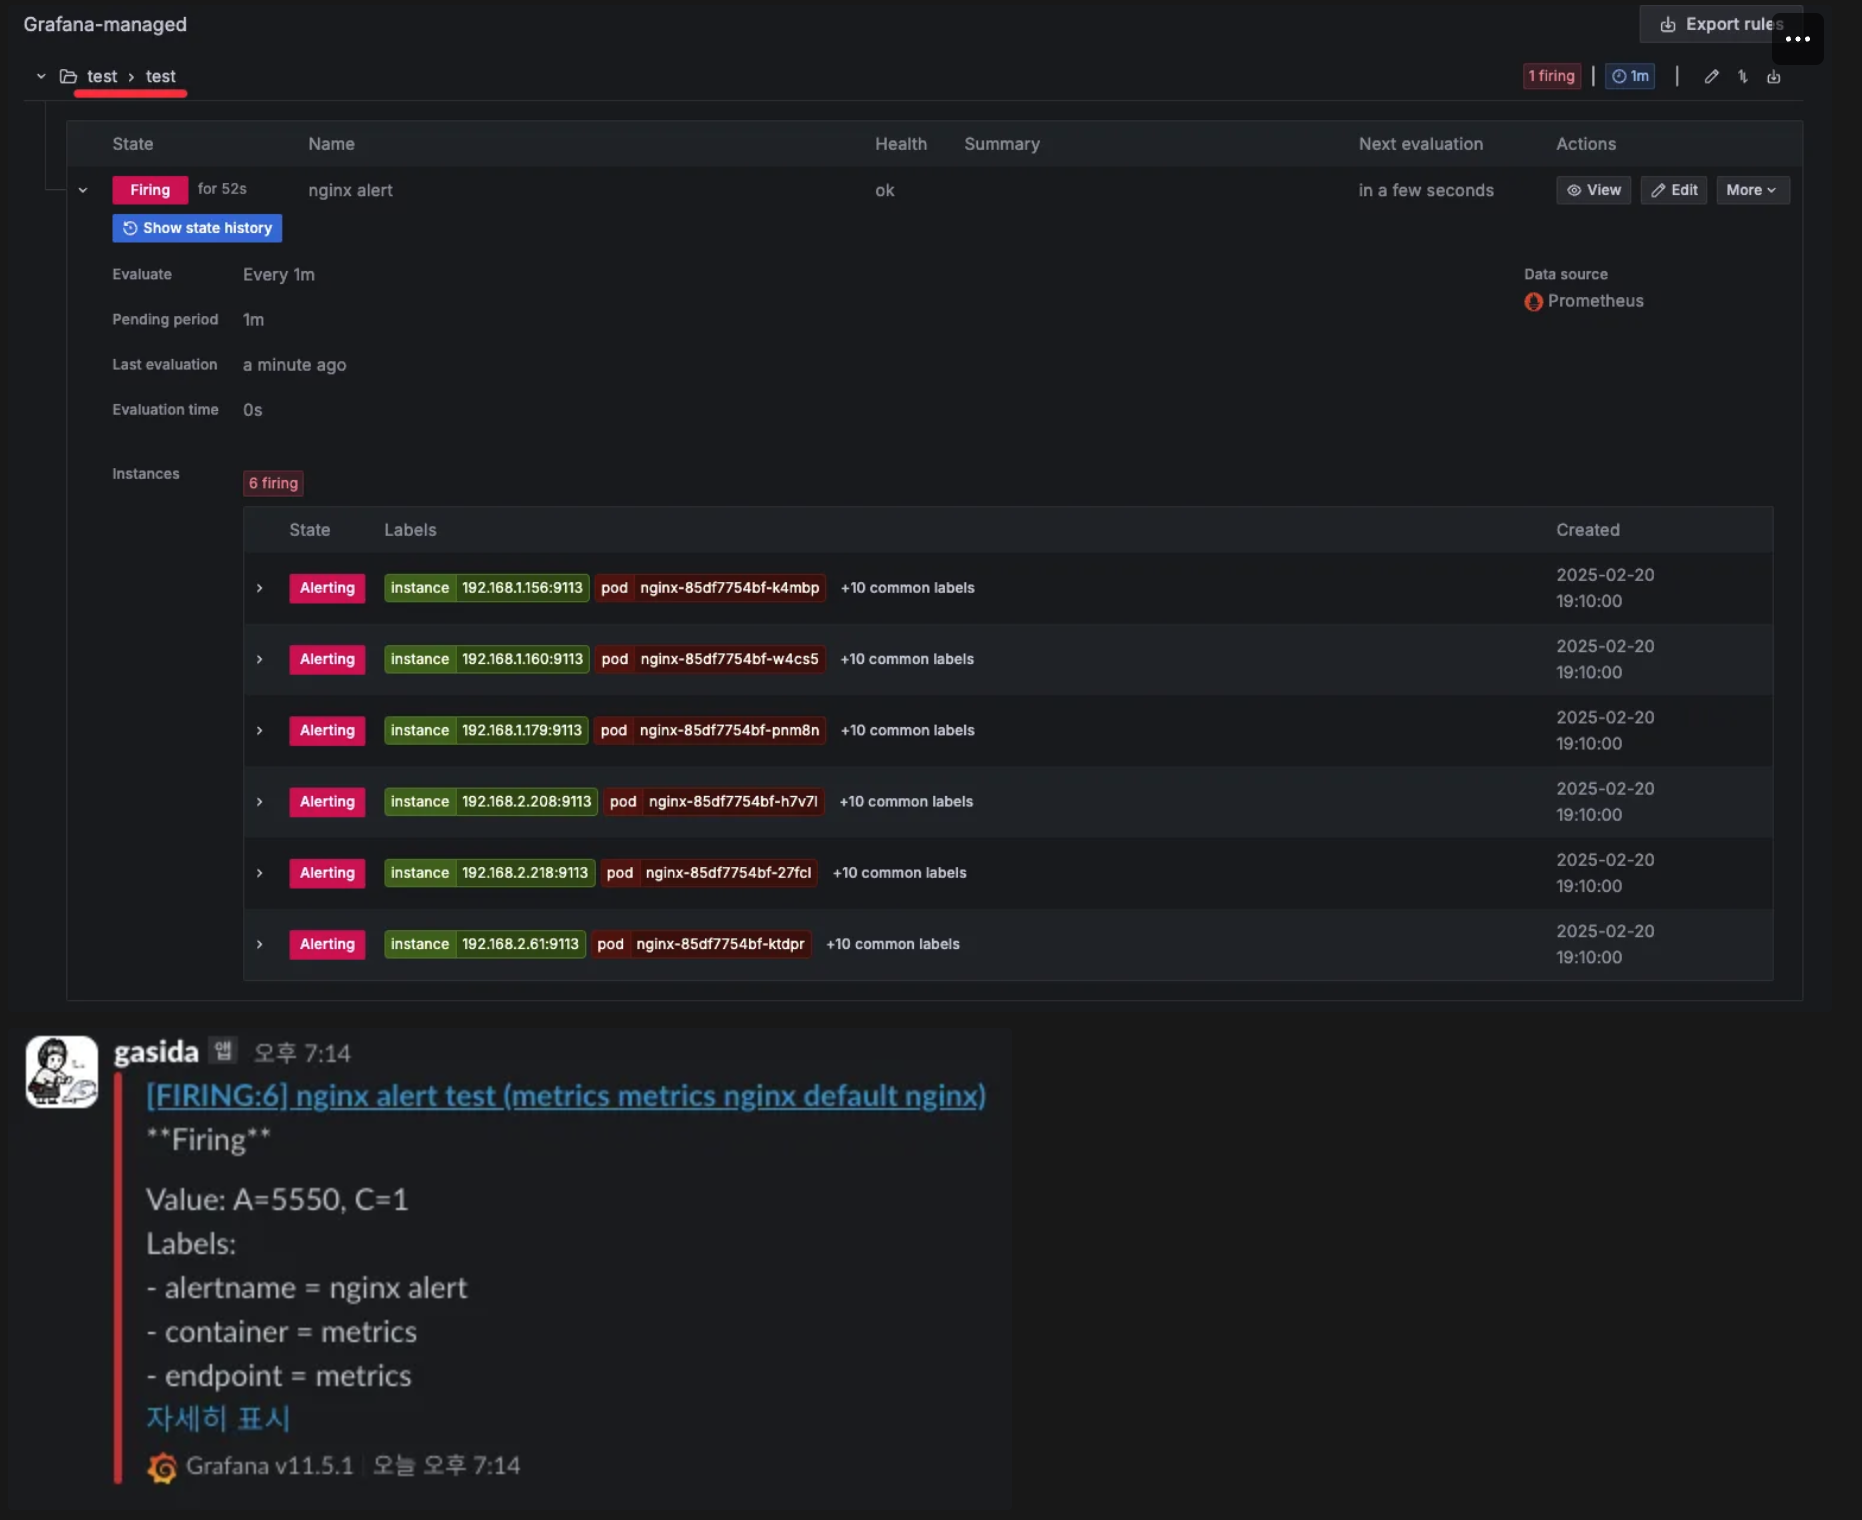 Grafana-managed
Export rules
test › test
1 firing | 1m |
State Name Health Summary Next evaluation Actions
Firing for 52s nginx alert ok in a few seconds View Edit More
Show state history
Evaluate Every 1m Data source
Prometheus
Pending period 1m
Last evaluation a minute ago
Evaluation time 0s
Instances 6 firing
State Labels Created
Alerting instance 192.168.1.156:9113 pod nginx-85df7754bf-k4mbp +10 common labels 2025-02-20
19:10:00
Alerting instance 192.168.1.160:9113 pod nginx-85df7754bf-w4cs5 +10 common labels 2025-02-20
19:10:00
Alerting instance 192.168.1.179:9113 pod nginx-85df7754bf-pnm8n +10 common labels 2025-02-20
19:10:00
Alerting instance 192.168.2.208:9113 pod nginx-85df7754bf-h7v7l +10 common labels 2025-02-20
19:10:00
Alerting instance 192.168.2.218:9113 pod nginx-85df7754bf-27fcl +10 common labels 2025-02-20
19:10:00
Alerting instance 192.168.2.61:9113 pod nginx-85df7754bf-ktdpr +10 common labels 2025-02-20
19:10:00
gasida 앱 오후 7:14
[FIRING:6] nginx alert test (metrics metrics nginx default nginx)
**Firing**
Value: A=5550, C=1
Labels:
- alertname = nginx alert
- container = metrics
- endpoint = metrics
자세히 표시
Grafana v11.5.1 | 오늘 오후 7:14